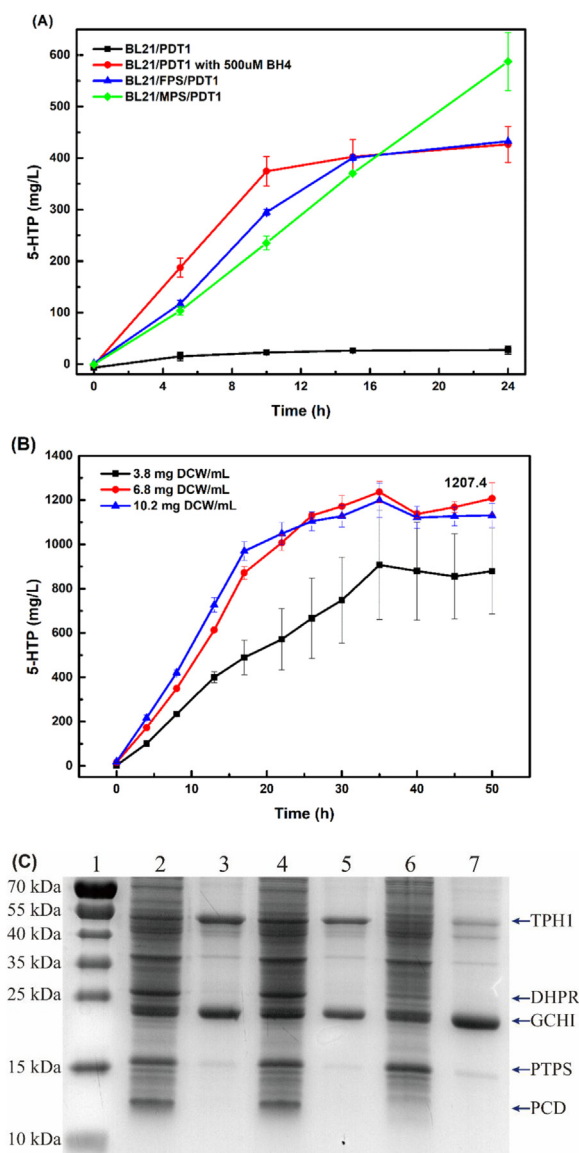 (A)
BL21/PDT1
BL21/PDT1 with 500uM BH4
BL21/FPS/PDT1
BL21/MPS/PDT1
600
500
400
300
200
100
0
5-HTP (mg/L)
0 4 8 12 16 20 24
Time (h)
(B)
3.8 mg DCW/mL
6.8 mg DCW/mL
10.2 mg DCW/mL
1207.4
1400
1200
1000
800
600
400
200
0
5-HTP (mg/L)
0 10 20 30 40 50
Time (h)
(C)
1 2 3 4 5 6 7
70 kDa
55 kDa
40 kDa
35 kDa
25 kDa
15 kDa
10 kDa
TPH1
DHPR
GCHI
PTPS
PCD